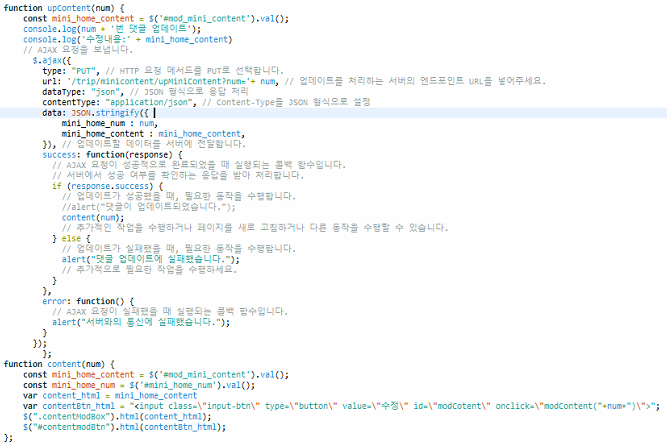 function upContent(num) {
const mini_home_content = $('#mod_mini_content').val();
console.log(num + '번 댓글 업데이트');
console.log('수정내용:' + mini_home_content)
// AJAX 요청을 보냅니다.
$.ajax({
type: "PUT", // HTTP 요청 메서드를 PUT로 선택합니다.
url: '/trip/minicontent/upMiniContent?num='+ num, // 업데이트를 처리하는 서버의 엔드포인트 URL을 넣어주세요.
dataType: "json", // JSON 형식으로 응답 처리
contentType: "application/json", // Content-Type을 JSON 형식으로 설정
data: JSON.stringify({
mini_home_num : num,
mini_home_content : mini_home_content,
}), // 업데이트할 데이터를 서버에 전달합니다.
success: function(response) {
// AJAX 요청이 성공적으로 완료되었을 때 실행되는 콜백 함수입니다.
// 서버에서 성공 여부를 확인하는 응답을 받아 처리합니다.
if (response.success) {
// 업데이트가 성공했을 때, 필요한 동작을 수행합니다.
//alert("댓글이 업데이트되었습니다.");
content(num);
// 추가적인 작업을 수행하거나 페이지를 새로 고침하거나 다른 동작을 수행할 수 있습니다.
} else {
// 업데이트가 실패했을 때, 필요한 동작을 수행합니다.
alert("댓글 업데이트에 실패했습니다.");
// 추가적으로 필요한 작업을 수행하세요.
}
},
error: function() {
// AJAX 요청이 실패했을 때 실행되는 콜백 함수입니다.
alert("서버와의 통신에 실패했습니다.");
}
});
};
function content(num) {
const mini_home_content = $('#mod_mini_content').val();
const mini_home_num = $('#mini_home_num').val();
var content_html = mini_home_content
var contentBtn_html = "<input class=\"input-btn\" type=\"button\" value=\"수정\" id=\"modCotent\" onclick=\"modContent("+num+")\">";
$(".contentModBox").html(content_html);
$("#contentmodBtn").html(contentBtn_html);
};